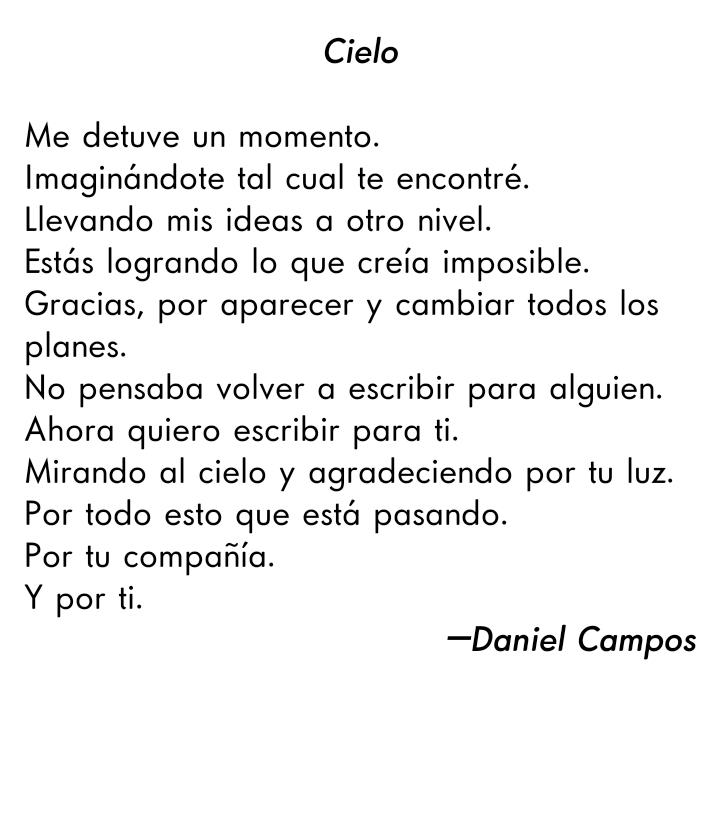 Cielo
Me detuve un momento.
Imaginándote tal cual te encontré.
Llevando mis ideas a otro nivel.
Estás logrando lo que creía imposible.
Gracias, por aparecer y cambiar todos los
planes.
No pensaba volver a escribir para alguien.
Ahora quiero escribir para ti.
Mirando al cielo y agradeciendo por tu luz.
Por todo esto que está pasando.
Por tu compañía.
Y por ti.
—Daniel Campos